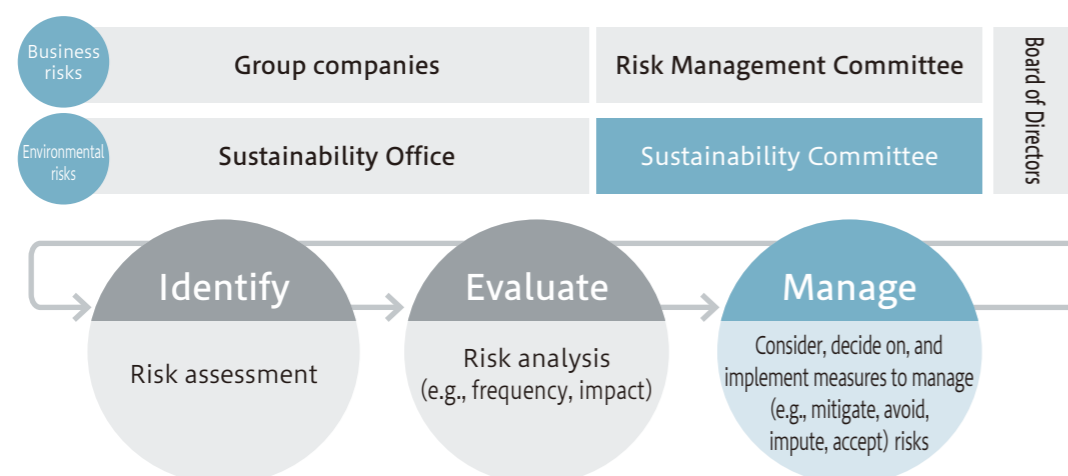 Business
risks
Group companies
Risk Management Committee
Board of Directors
Environmental
risks
Sustainability Office
Sustainability Committee
Identify
Risk assessment
Evaluate
Risk analysis
(e.g., frequency, impact)
Manage
Consider, decide on, and
implement measures to manage
(e.g., mitigate, avoid,
impute, accept) risks